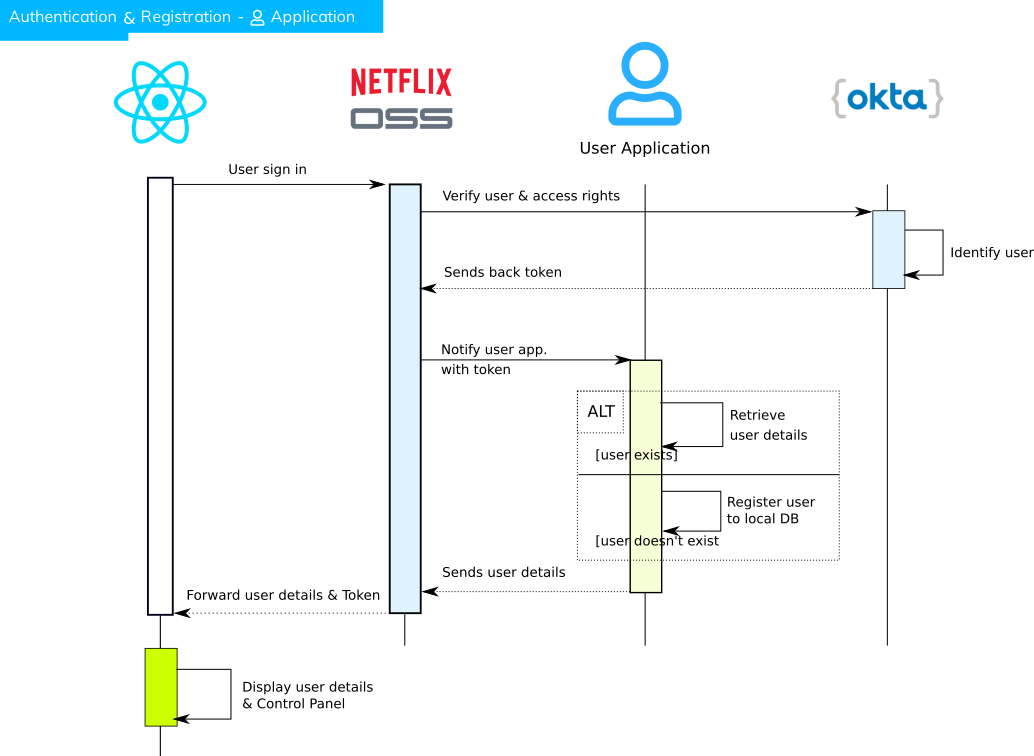 Authentication & Registration - Application
NETFLIX
OSS
{okta}
User Application
User sign in
Verify user & access rights
Identify user
Sends back token
Notify user app.
with token
ALT
Retrieve
user details
[user exists]
Register user
to local DB
[user doesn't exist
Sends user details
Forward user details & Token
Display user details
& Control Panel